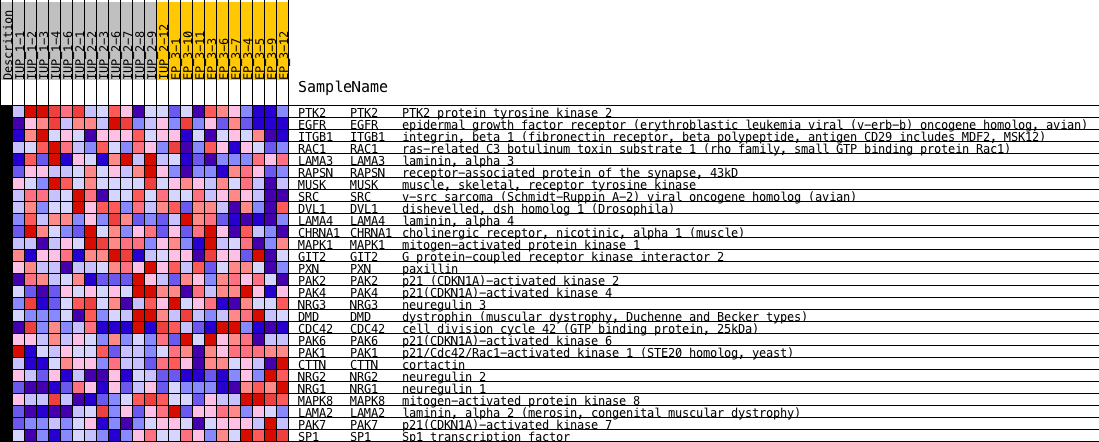 Descrition
IUP_1-1
IUP_1-2
IUP_1-3
IUP_1-4
IUP_1-6
IUP_2-1
IUP_2-2
IUP_2-3
IUP_2-6
IUP_2-7
IUP_2-8
IUP_2-9
IUP_2-12
EP_3-1
EP_3-10
EP_3-11
EP_3-3
EP_3-6
EP_3-7
EP_3-4
EP_3-5
EP_3-9
EP_3-12
SampleName
PTK2 PTK2 PTK2 protein tyrosine kinase 2
EGFR EGFR epidermal growth factor receptor (erythroblastic leukemia viral (v-erb-b) oncogene homolog, avian)
ITGB1 ITGB1 integrin, beta 1 (fibronectin receptor, beta polypeptide, antigen CD29 includes MDF2, MSK12)
RAC1 RAC1 ras-related C3 botulinum toxin substrate 1 (rho family, small GTP binding protein Rac1)
LAMA3 LAMA3 laminin, alpha 3
RAPSN RAPSN receptor-associated protein of the synapse, 43kD
MUSK MUSK muscle, skeletal, receptor tyrosine kinase
SRC SRC v-src sarcoma (Schmidt-Ruppin A-2) viral oncogene homolog (avian)
DVL1 DVL1 dishevelled, dsh homolog 1 (Drosophila)
LAMA4 LAMA4 laminin, alpha 4
CHRNA1 CHRNA1 cholinergic receptor, nicotinic, alpha 1 (muscle)
MAPK1 MAPK1 mitogen-activated protein kinase 1
GIT2 GIT2 G protein-coupled receptor kinase interactor 2
PXN PXN paxillin
PAK2 PAK2 p21 (CDKN1A)-activated kinase 2
PAK4 PAK4 p21(CDKN1A)-activated kinase 4
NRG3 NRG3 neuregulin 3
DMD DMD dystrophin (muscular dystrophy, Duchenne and Becker types)
CDC42 CDC42 cell division cycle 42 (GTP binding protein, 25kDa)
PAK6 PAK6 p21(CDKN1A)-activated kinase 6
PAK1 PAK1 p21/Cdc42/Rac1-activated kinase 1 (STE20 homolog, yeast)
CTTN CTTN cortactin
NRG2 NRG2 neuregulin 2
NRG1 NRG1 neuregulin 1
MAPK8 MAPK8 mitogen-activated protein kinase 8
LAMA2 LAMA2 laminin, alpha 2 (merosin, congenital muscular dystrophy)
PAK7 PAK7 p21(CDKN1A)-activated kinase 7
SP1 SP1 Sp1 transcription factor